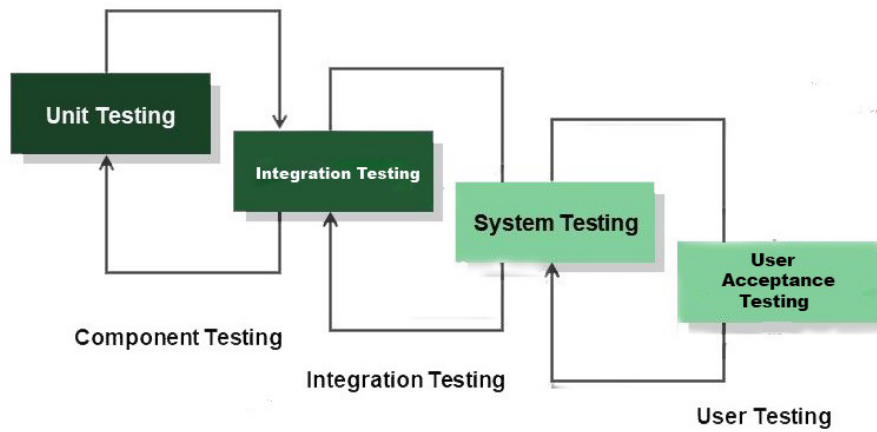 Unit Testing
Integration Testing
System Testing
User
Acceptance
Testing
Component Testing
Integration Testing
User Testing